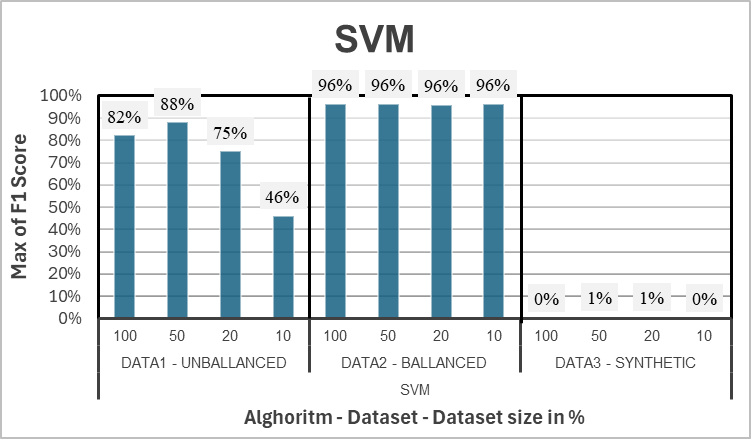 SVM
Max of F1 Score
100%
90%
80%
70%
60%
50%
40%
30%
20%
10%
0%
82% 88% 75% 46% 96% 96% 96% 96% 0% 1% 1% 0%
100 50 20 10 100 50 20 10 100 50 20 10
DATA1 - UNBALLANCED DATA2 - BALLANCED DATA3 - SYNTHETIC
SVM
Alghoritm - Dataset - Dataset size in %